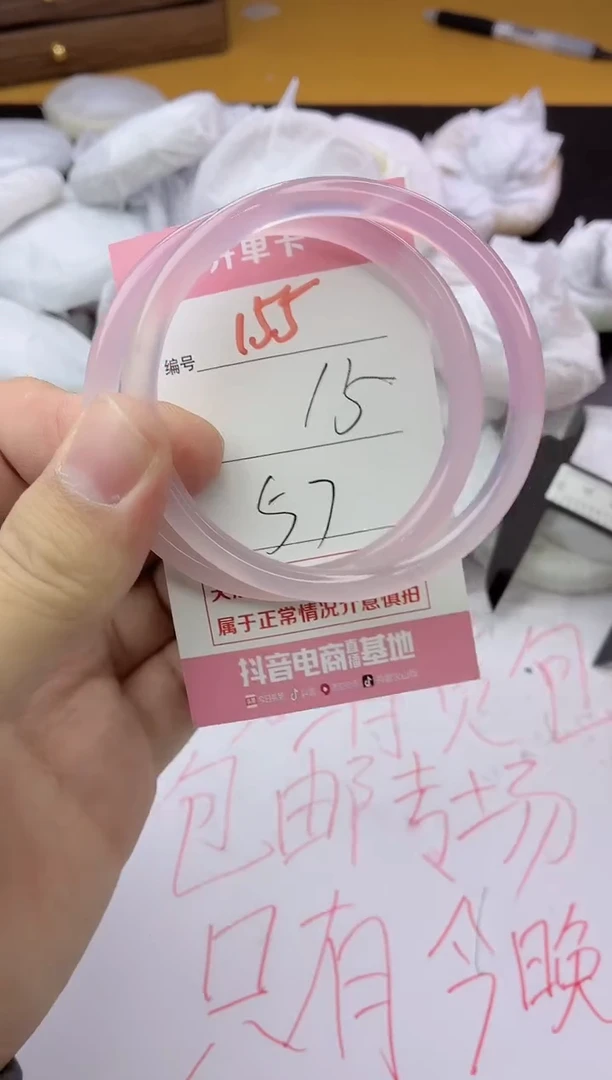 开单卡
编号 155
15
57
属于正常情况介意慎拍
抖音电商直播基地
包邮专场
只有今晚